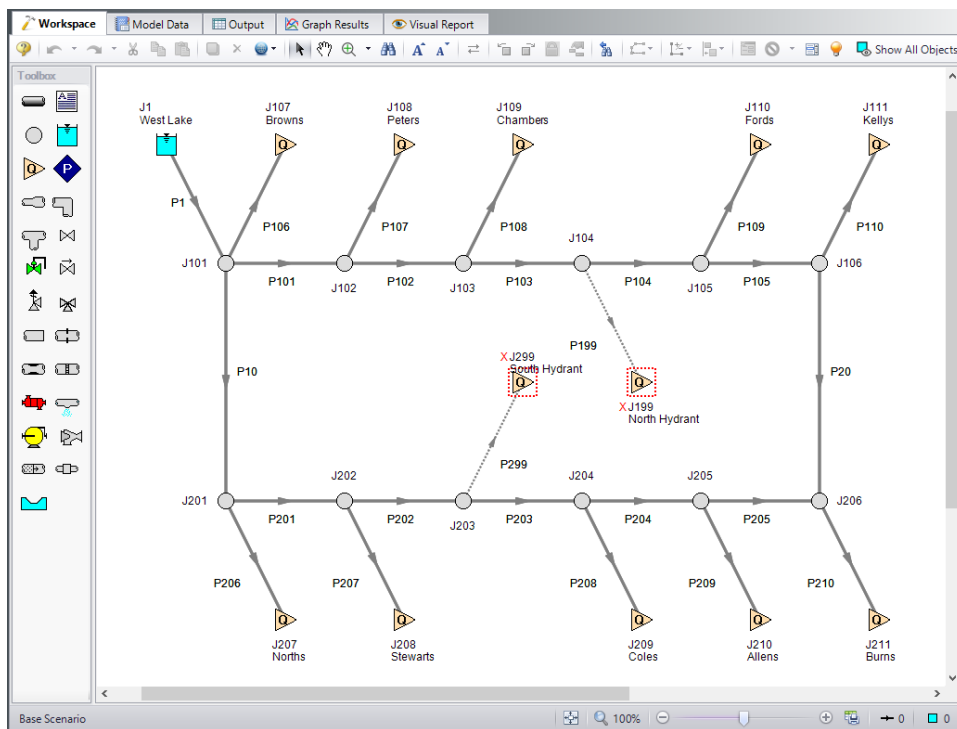 Workspace
Model Data
Output
Graph Results
Visual Report
Show All Objects
Toolbox
J1
West Lake
J107
Browns
J108
Peters
J109
Chambers
J110
Fords
J111
Kellys
P1
P106
P107
P108
P109
P110
J104
J101
P101
J102
P102
J103
P103
P104
J105
P105
J106
P199
P10
X J299
South Hydrant
P20
X J199
North Hydrant
P299
J201
J202
J204
J205
J206
P201
P202
J203
P203
P204
P205
P206
P207
P208
P209
P210
J207
Norths
J208
Stewarts
J209
Coles
J210
Allens
J211
Burns
Base Scenario
100%
0
0